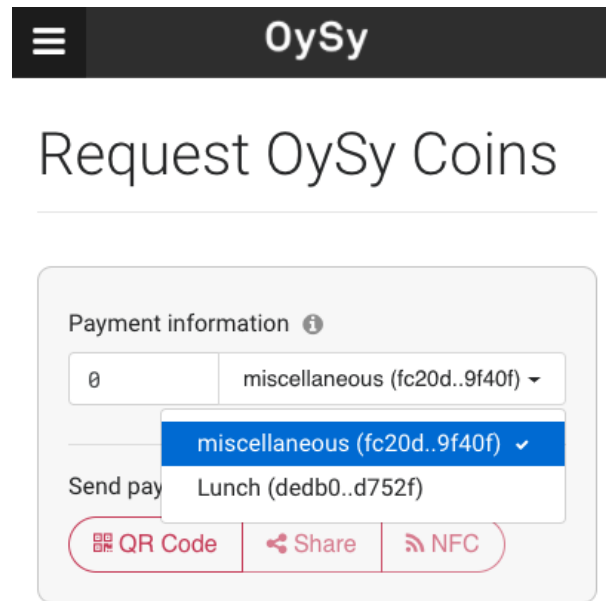 OySy
Request OySy Coins
Payment information
0 miscellaneous (fc20d..9f40f)
miscellaneous (fc20d..9f40f)
Lunch (dedb0..d752f)
Send pay
QR Code Share NFC